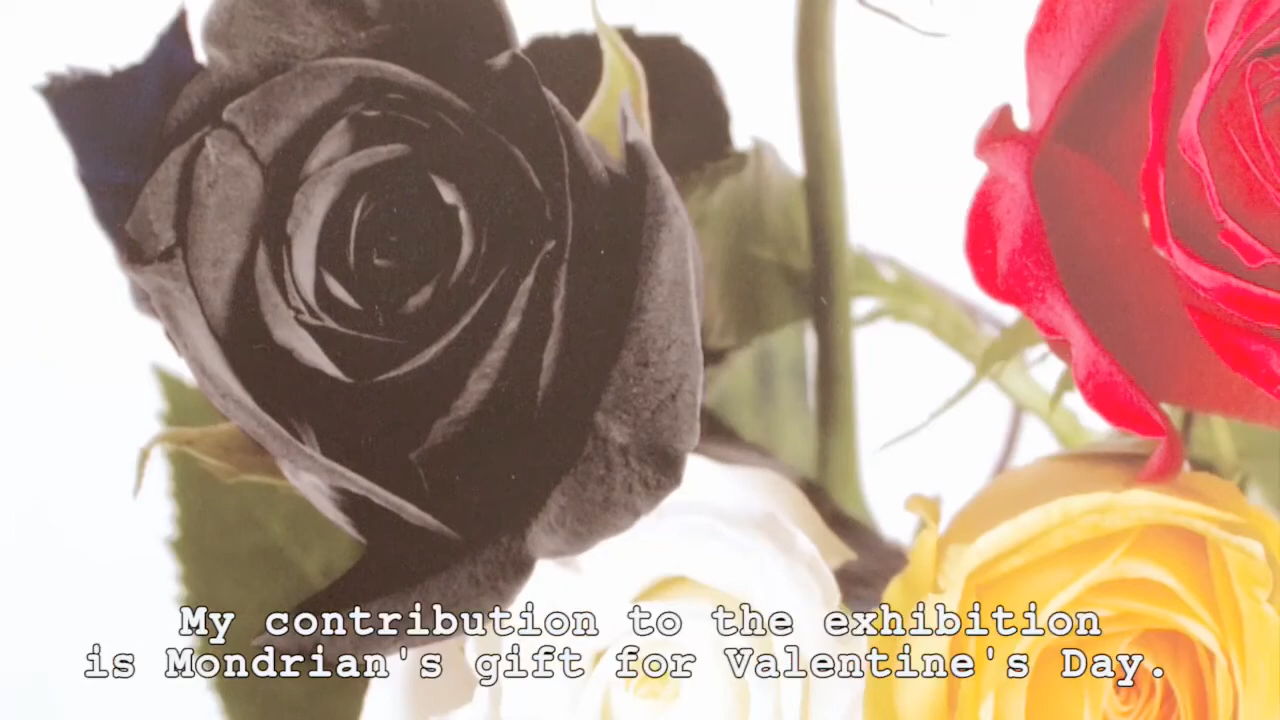 My contribution to the exhibition
is Mondrian's gift for Valentine's Day.